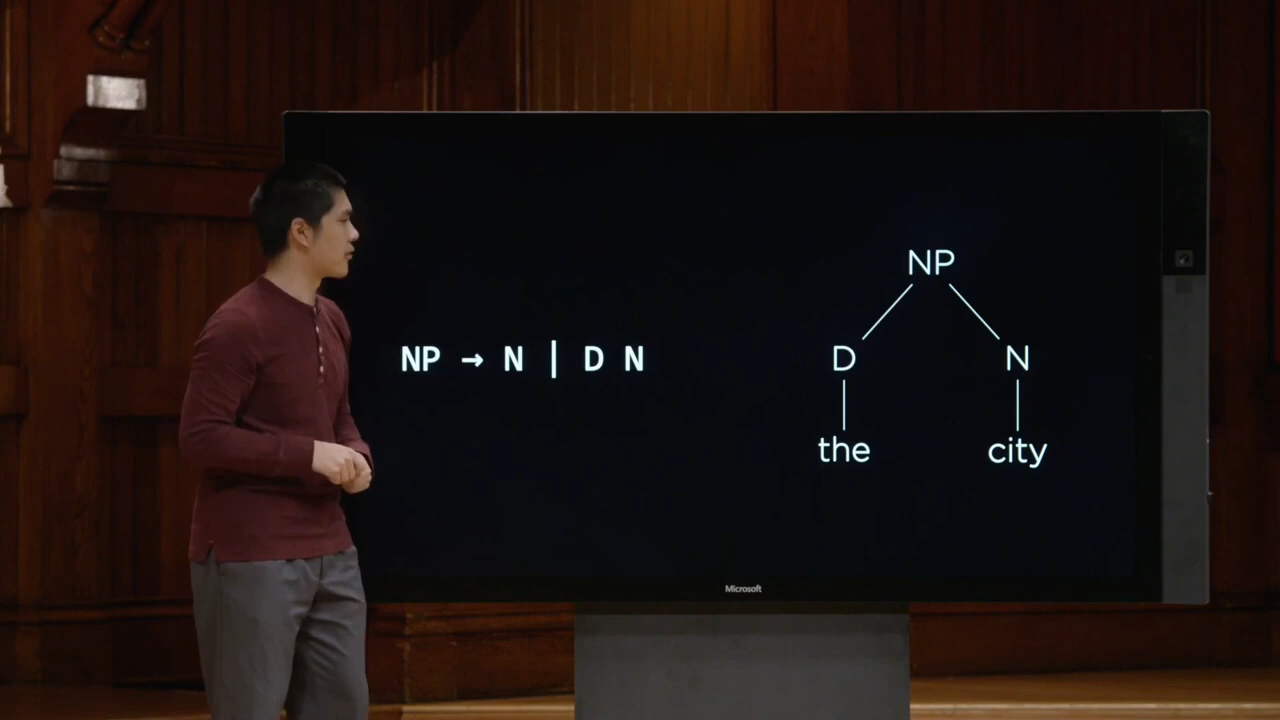 NP → N | D N
NP
D N
the city
Microsoft